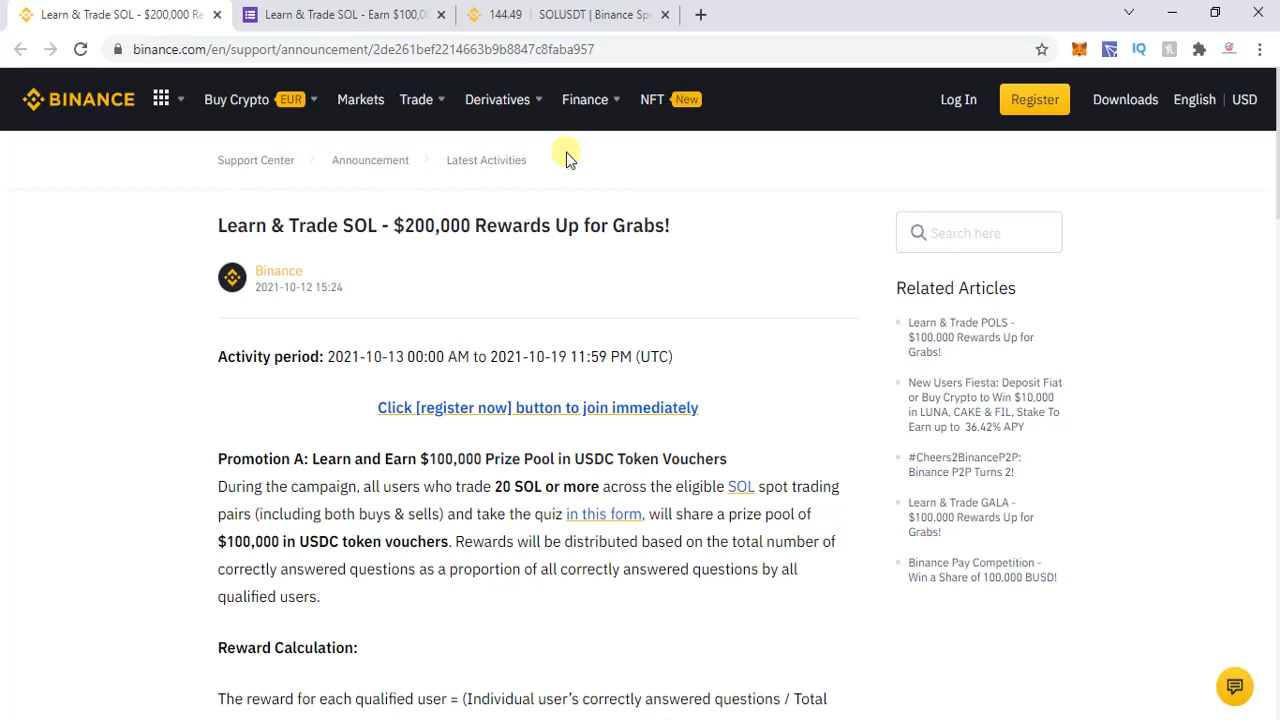 Learn & Trade SOL - $200,000 Re
Learn & Trade SOL - Earn $100,0
144.49 | SOLUSDT | Binance Spo
binance.com/en/support/announcement/2de261bef2214663b9b8847c8faba957
IQ
BINANCE
Buy Crypto EUR
Markets
Trade
Derivatives
Finance
NFT New
Log In
Register
Downloads
English | USD
Support Center
Announcement
Latest Activities
Learn & Trade SOL - $200,000 Rewards Up for Grabs!
Search here
Binance
2021-10-12 15:24
Activity period: 2021-10-13 00:00 AM to 2021-10-19 11:59 PM (UTC)
Click [register now] button to join immediately
Promotion A: Learn and Earn $100,000 Prize Pool in USDC Token Vouchers
During the campaign, all users who trade 20 SOL or more across the eligible SOL spot trading
pairs (including both buys & sells) and take the quiz in this form, will share a prize pool of
$100,000 in USDC token vouchers. Rewards will be distributed based on the total number of
correctly answered questions as a proportion of all correctly answered questions by all
qualified users.
Reward Calculation:
The reward for each qualified user = (Individual user's correctly answered questions / Total
Related Articles
Learn & Trade POLS -
$100,000 Rewards Up for
Grabs!
New Users Fiesta: Deposit Fiat
or Buy Crypto to Win $10,000
in LUNA, CAKE & FIL, Stake To
Earn up to 36.42% APY
#Cheers2BinanceP2P:
Binance P2P Turns 2!
Learn & Trade GALA -
$100,000 Rewards Up for
Grabs!
Binance Pay Competition -
Win a Share of 100,000 BUSD!